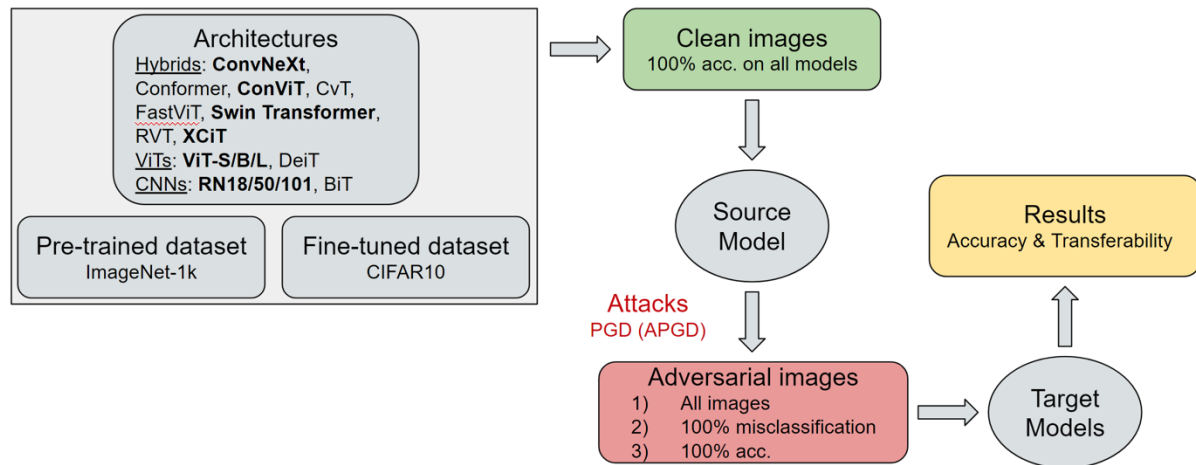 Architectures
Hybrids: ConvNeXt,
Conformer, ConViT, CvT,
FastViT, Swin Transformer,
RVT, XCiT
ViTs: ViT-S/B/L, DeiT
CNNs: RN18/50/101, BiT
Pre-trained dataset
ImageNet-1k
Fine-tuned dataset
CIFAR10
Clean images
100% acc. on all models
Source
Model
Attacks
PGD (APGD)
Adversarial images
1) All images
2) 100% misclassification
3) 100% acc.
Target
Models
Results
Accuracy & Transferability